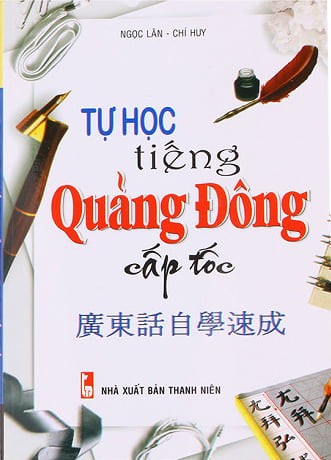 NGỌC LÂN - CHÍ HUY
TỰ HỌC
tiếng
Quảng Đông
cấp tốc
廣東話自學速成
NHÀ XUẤT BẢN THANH NIÊN